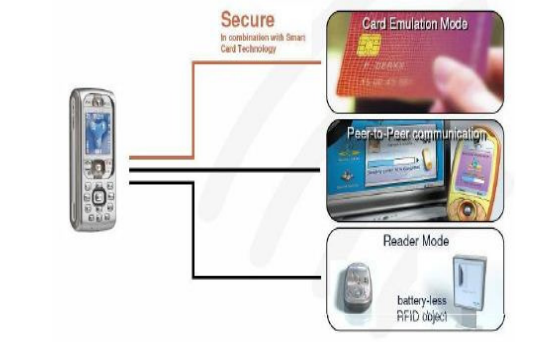 Secure
In combination with Smart
Card Technology
Card Emulation Mode
Peer-to-Peer communication
Reader Mode
battery-less
RFID object